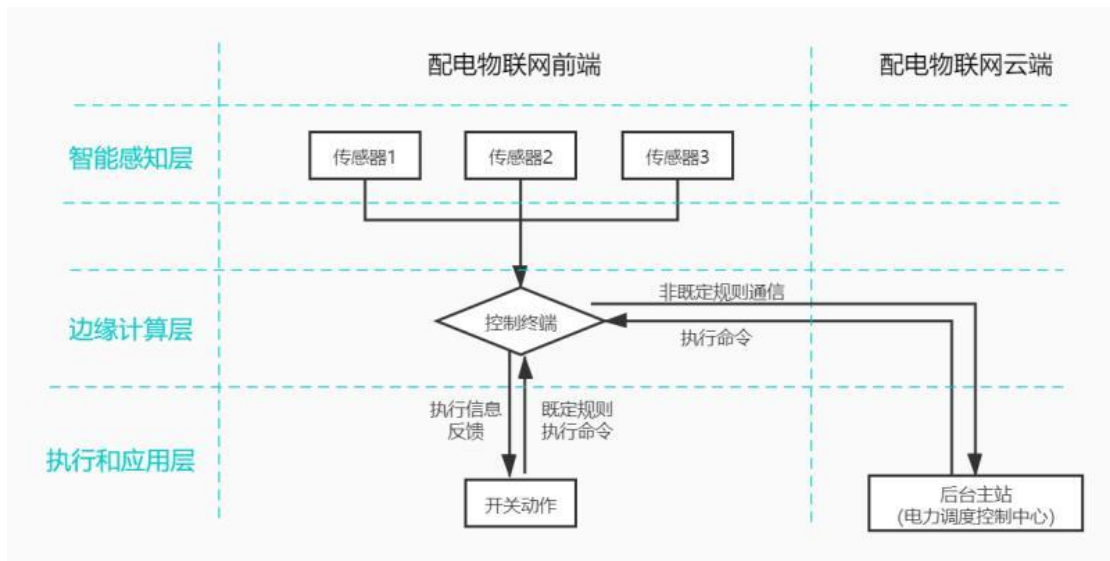 配电物联网前端
配电物联网云端
智能感知层
传感器1
传感器2
传感器3
边缘计算层
控制终端
非既定规则通信
执行命令
执行和应用层
执行信息
反馈
既定规则
执行命令
开关动作
后台主站
(电力调度控制中心)